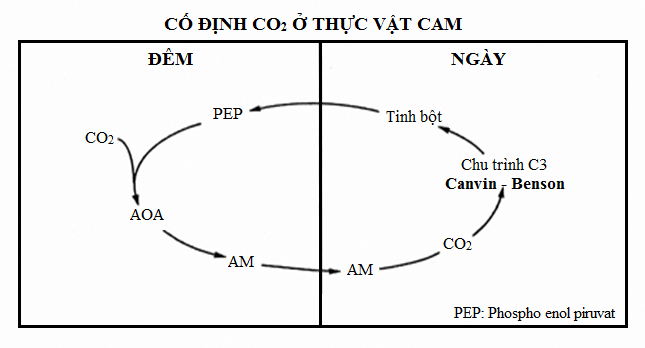 CỐ ĐỊNH CO₂ Ở THỰC VẬT CAM
ĐÊM
NGÀY
PEP
Tinh bột
CO₂
Chu trình C3
Canvin - Benson
AOA
CO₂
AM
AM
PEP: Phospho enol piruvat